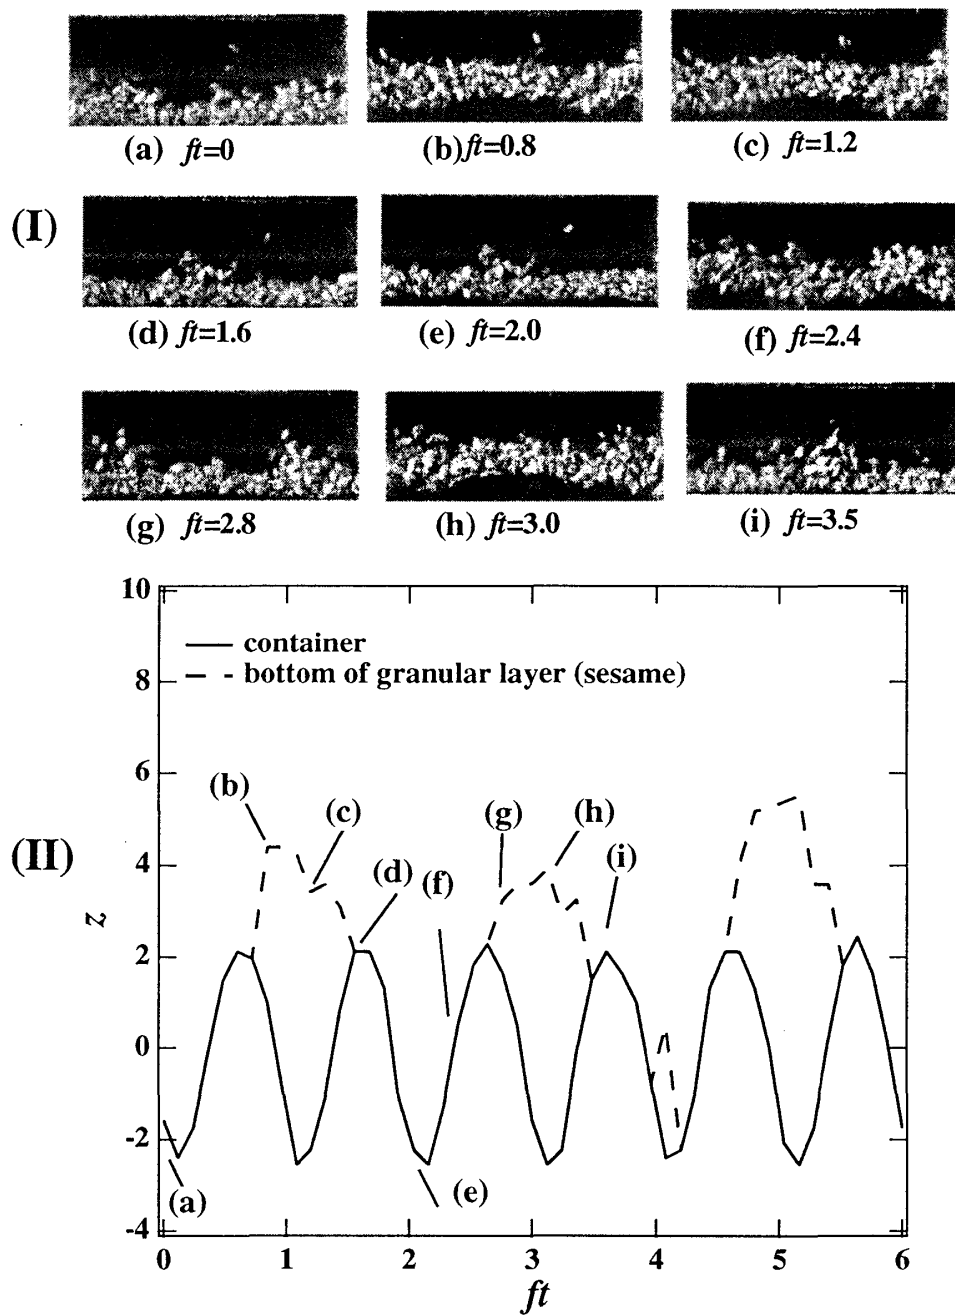 (a) ft=0
(b)ft=0.8
(c) ft=1.2
(I)
(d) ft=1.6
(e) ft=2.0
(f) ft=2.4
(g) ft=2.8
(h) ft=3.0
(i) ft=3.5
(II)
10
8
6
4
2
0
-2
-4
z
container
bottom of granular layer (sesame)
(b)
(c)
(d)
(f)
(g)
(h)
(i)
(a)
(e)
0 1 2 3 4 5 6
ft